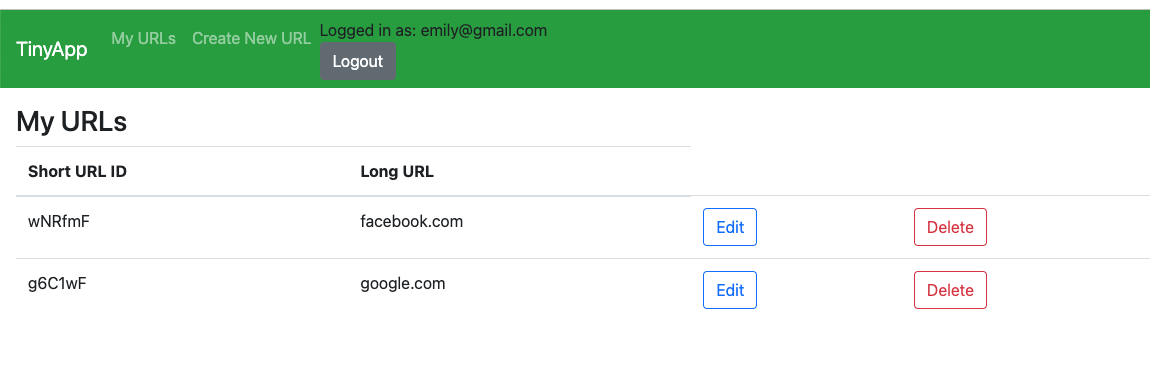 TinyApp My URLs Create New URL Logged in as: emily@gmail.com
Logout
My URLs
Short URL ID Long URL
wNRfmF facebook.com Edit Delete
g6C1wF google.com Edit Delete